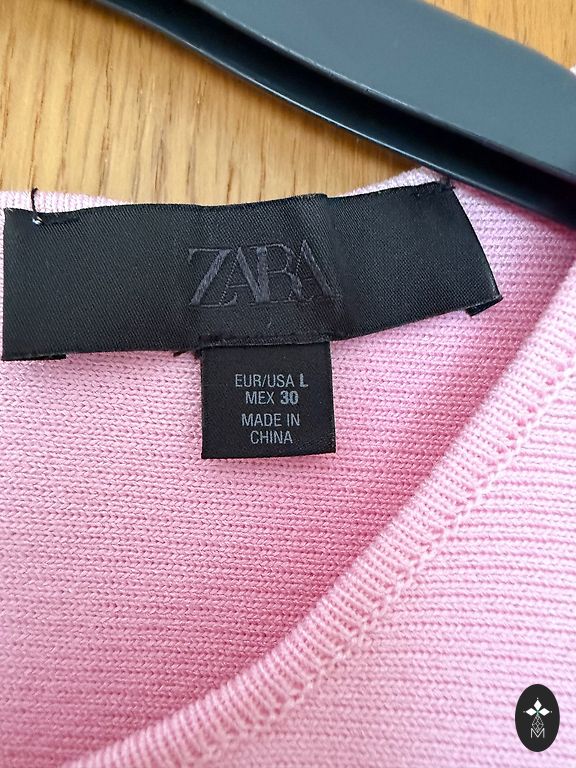 ZARA
EUR/USA L
MEX 30
MADE IN
CHINA
M